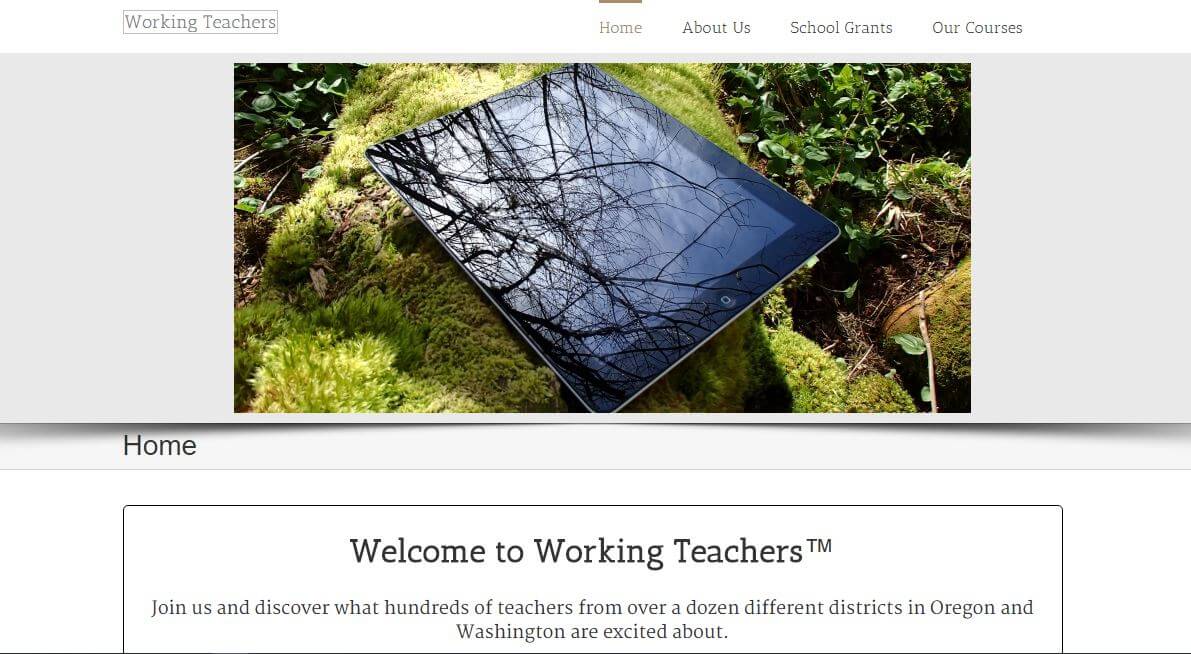 Working Teachers
Home
About Us
School Grants
Our Courses
Home
Welcome to Working Teachers™
Join us and discover what hundreds of teachers from over a dozen different districts in Oregon and
Washington are excited about.